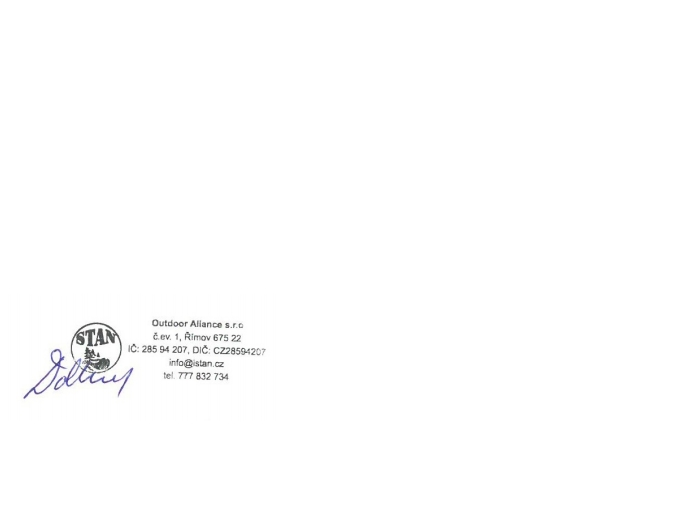 STAN
Outdoor Aliance s.r.o
č.ev. 1, Římov 675 22
IČ: 285 94 207, DIČ: CZ28594207
info@istan.cz
tel. 777 832 734